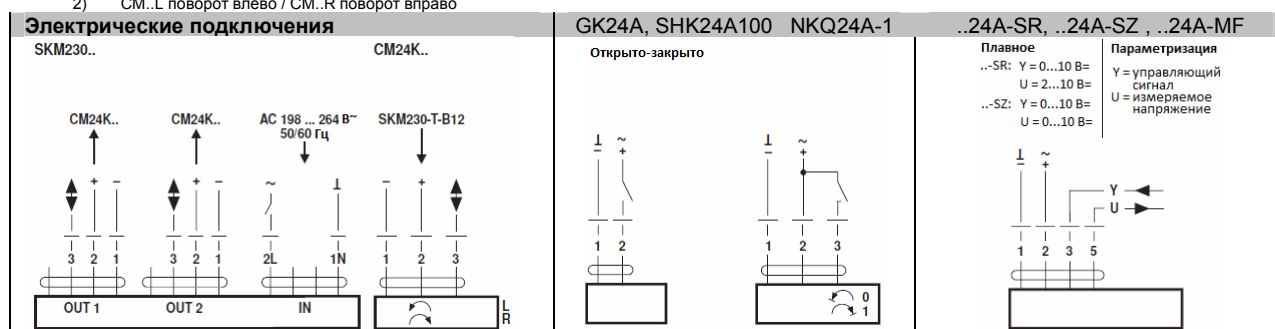 2) CM..L поворот влево / CM..R поворот вправо
Электрические подключения
GK24A, SHK24A100 NKQ24A-1
..24A-SR, ..24A-SZ , ..24A-MF
SKM230..
CM24K..
CM24K..
CM24K..
AC 198 ... 264 В~
50/60 Гц
SKM230-T-B12
+ –
+ –
~ ⊥
– +
3 2 1
3 2 1
2L 1N
1 2 3
OUT 1
OUT 2
IN
L
R
Открыто-закрыто
⊥ ~
– +
⊥ ~
– +
1 2
1 2 3
0
1
Плавное
..-SR: Y = 0...10 В=
U = 2...10 В=
..-SZ: Y = 0...10 В=
U = 0...10 В=
Параметризация
Y = управляющий
сигнал
U = измеряемое
напряжение
⊥ ~
– +
Y
U
1 2 3 5